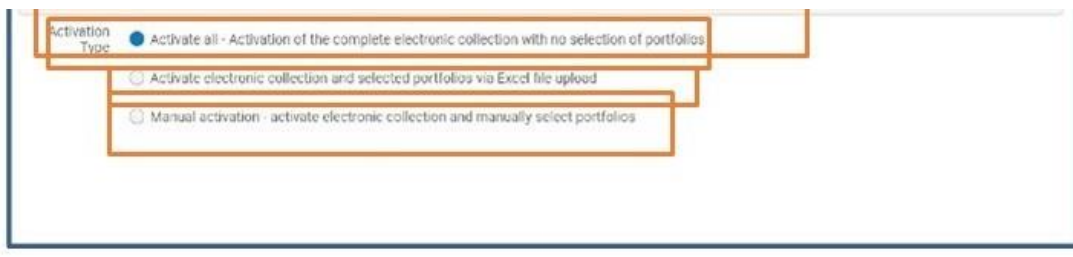 Activation
Type
Activate all - Activation of the complete electronic collection with no selection of portfolios
Activate electronic collection and selected portfolios via Excel file upload
Manual activation - activate electronic collection and manually select portfolios